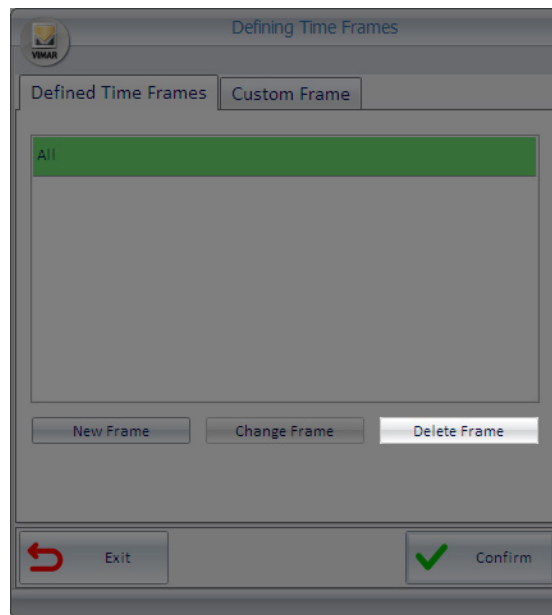 Defining Time Frames
VIMAR
Defined Time Frames Custom Frame
All
New Frame Change Frame Delete Frame
Exit Confirm